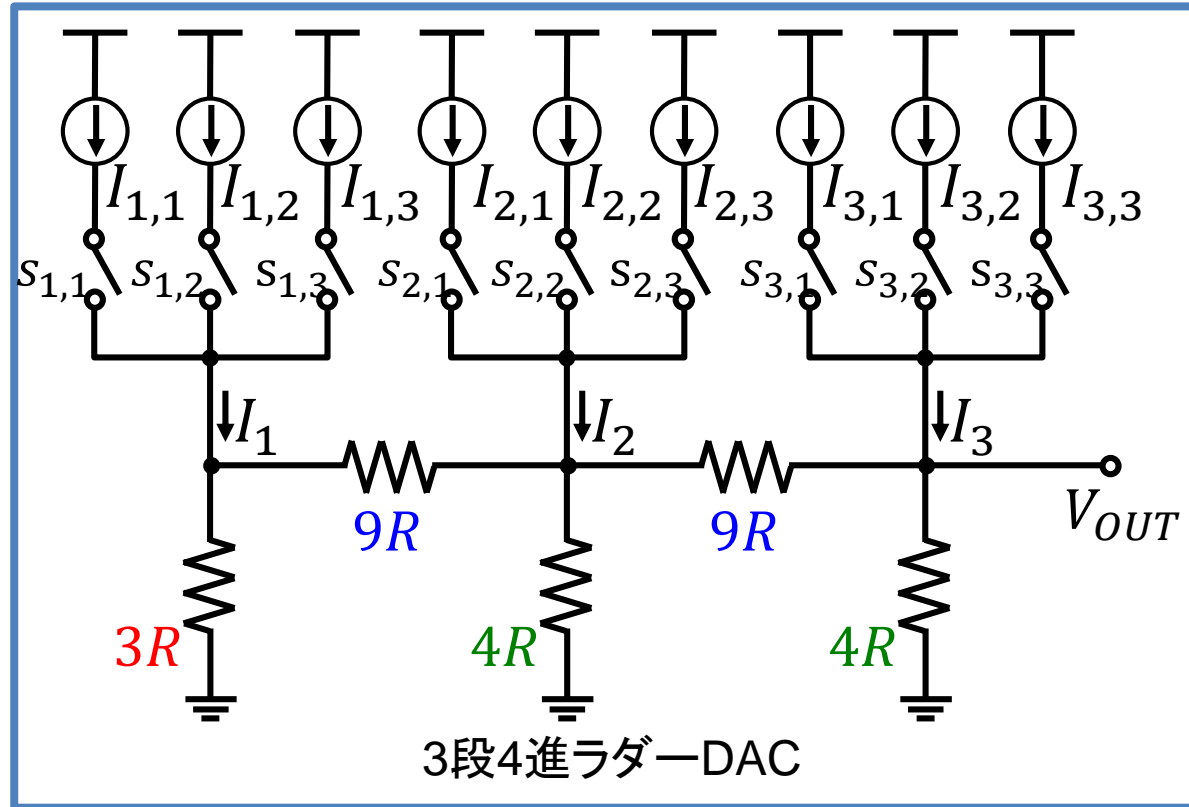 I1,1 I1,2 I1,3 I2,1 I2,2 I2,3 I3,1 I3,2 I3,3
s1,1 s1,2 s1,3 s2,1 s2,2 s2,3 s3,1 s3,2 s3,3
I1 I2 I3
9R 9R VOUT
3R 4R 4R
3段4進ラダーDAC